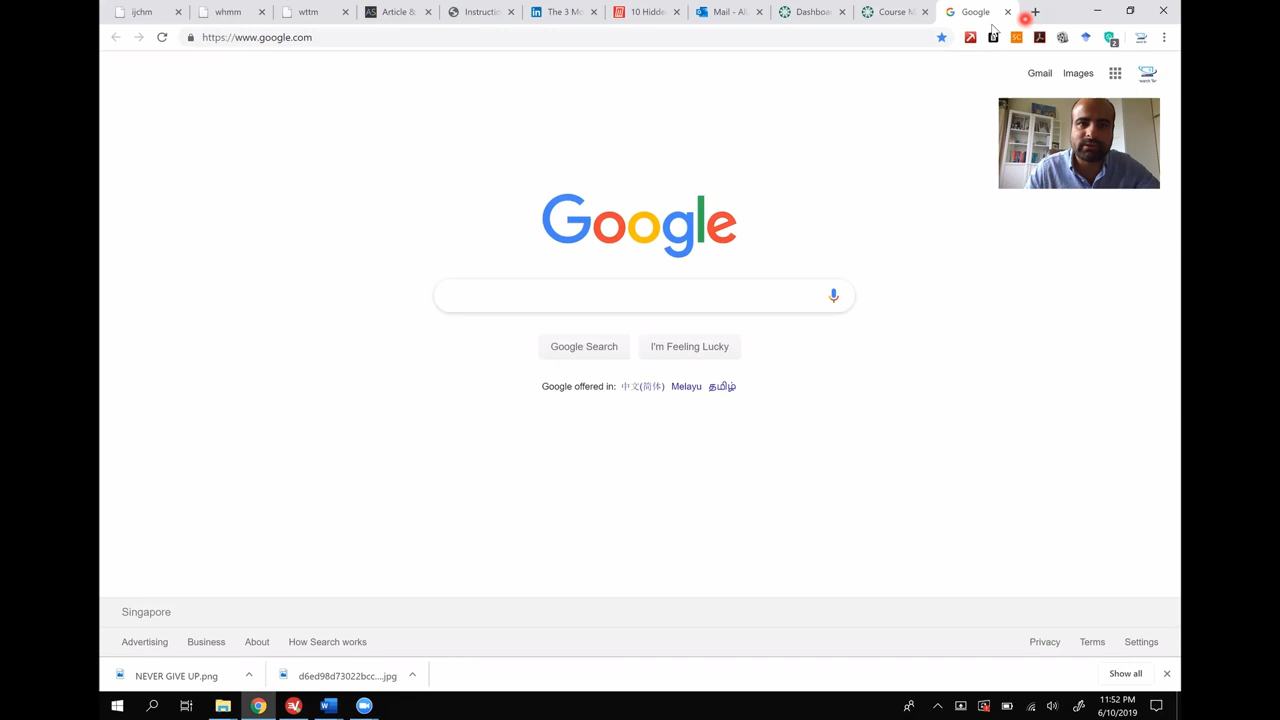 ijchm
whmm
wttm
Article &
Instructio
The 3 Mo
10 Hidde
Mail - Al
Dashboa
Course M
Google
https://www.google.com
SC
2
Gmail
Images
Google
Google Search
I'm Feeling Lucky
Google offered in: 中文(简体) Melayu தமிழ்
Singapore
Advertising
Business
About
How Search works
Privacy
Terms
Settings
NEVER GIVE UP.png
d6ed98d73022bcc....jpg
Show all
11:52 PM
6/10/2019